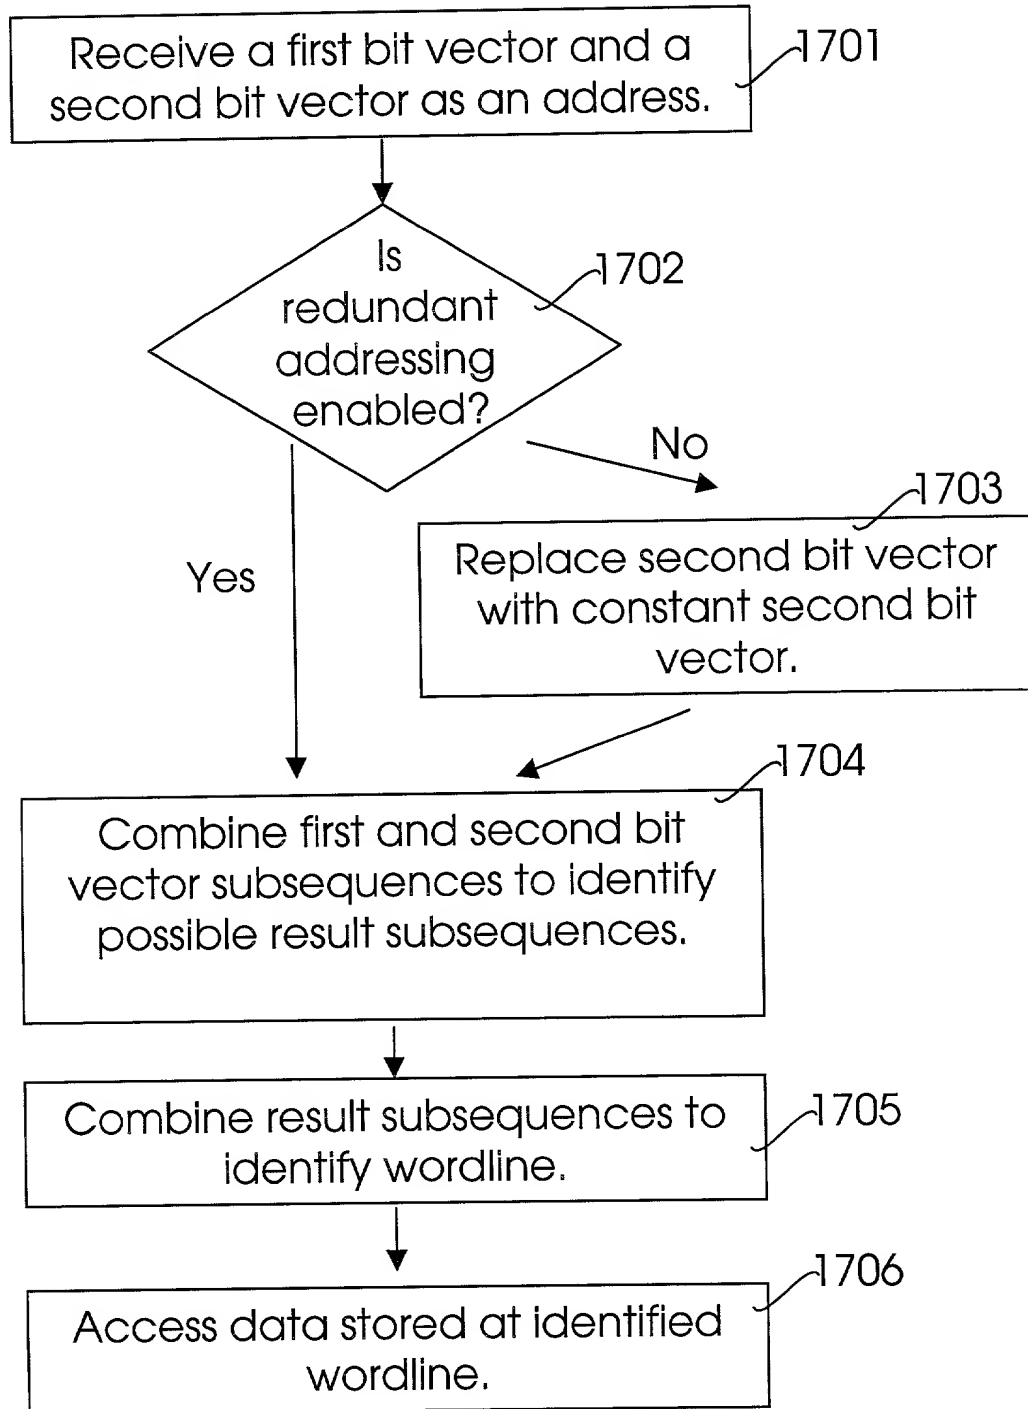 Receive a first bit vector and a
second bit vector as an address.
1701
Is
redundant
addressing
enabled?
1702
No
Yes
1703
Replace second bit vector
with constant second bit
vector.
1704
Combine first and second bit
vector subsequences to identify
possible result subsequences.
Combine result subsequences to
identify wordline.
1705
1706
Access data stored at identified
wordline.